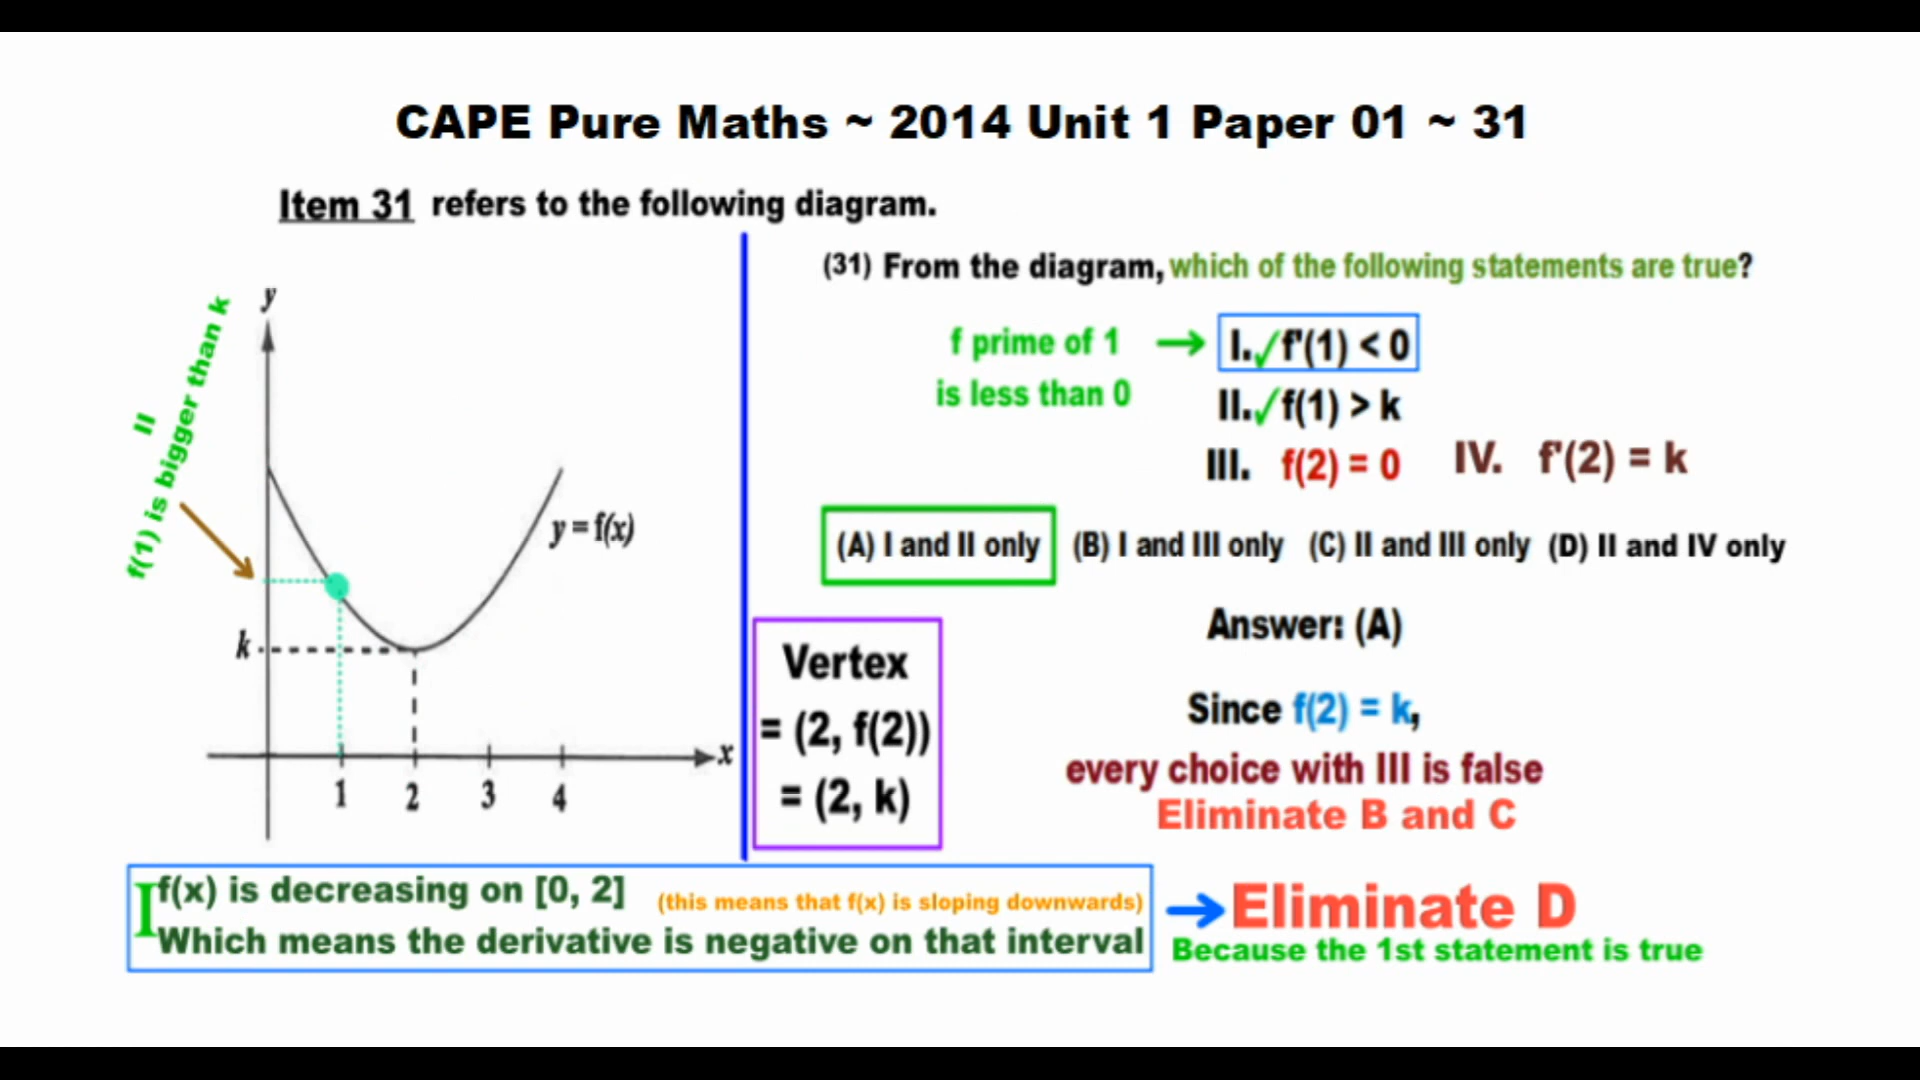 CAPE Pure Maths ~ 2014 Unit 1 Paper 01 ~ 31
Item 31 refers to the following diagram.
(31) From the diagram, which of the following statements are true?
f prime of 1 → I.✓f'(1) < 0
is less than 0
II.✓f(1) > k
III. f(2) = 0 IV. f'(2) = k
(A) I and II only (B) I and III only (C) II and III only (D) II and IV only
Answer: (A)
Since f(2) = k,
every choice with III is false
Eliminate B and C
Vertex
= (2, f(2))
= (2, k)
y
II
f(1) is bigger than k
y = f(x)
k
x
1 2 3 4
I
f(x) is decreasing on [0, 2] (this means that f(x) is sloping downwards)
Which means the derivative is negative on that interval
→ Eliminate D
Because the 1st statement is true